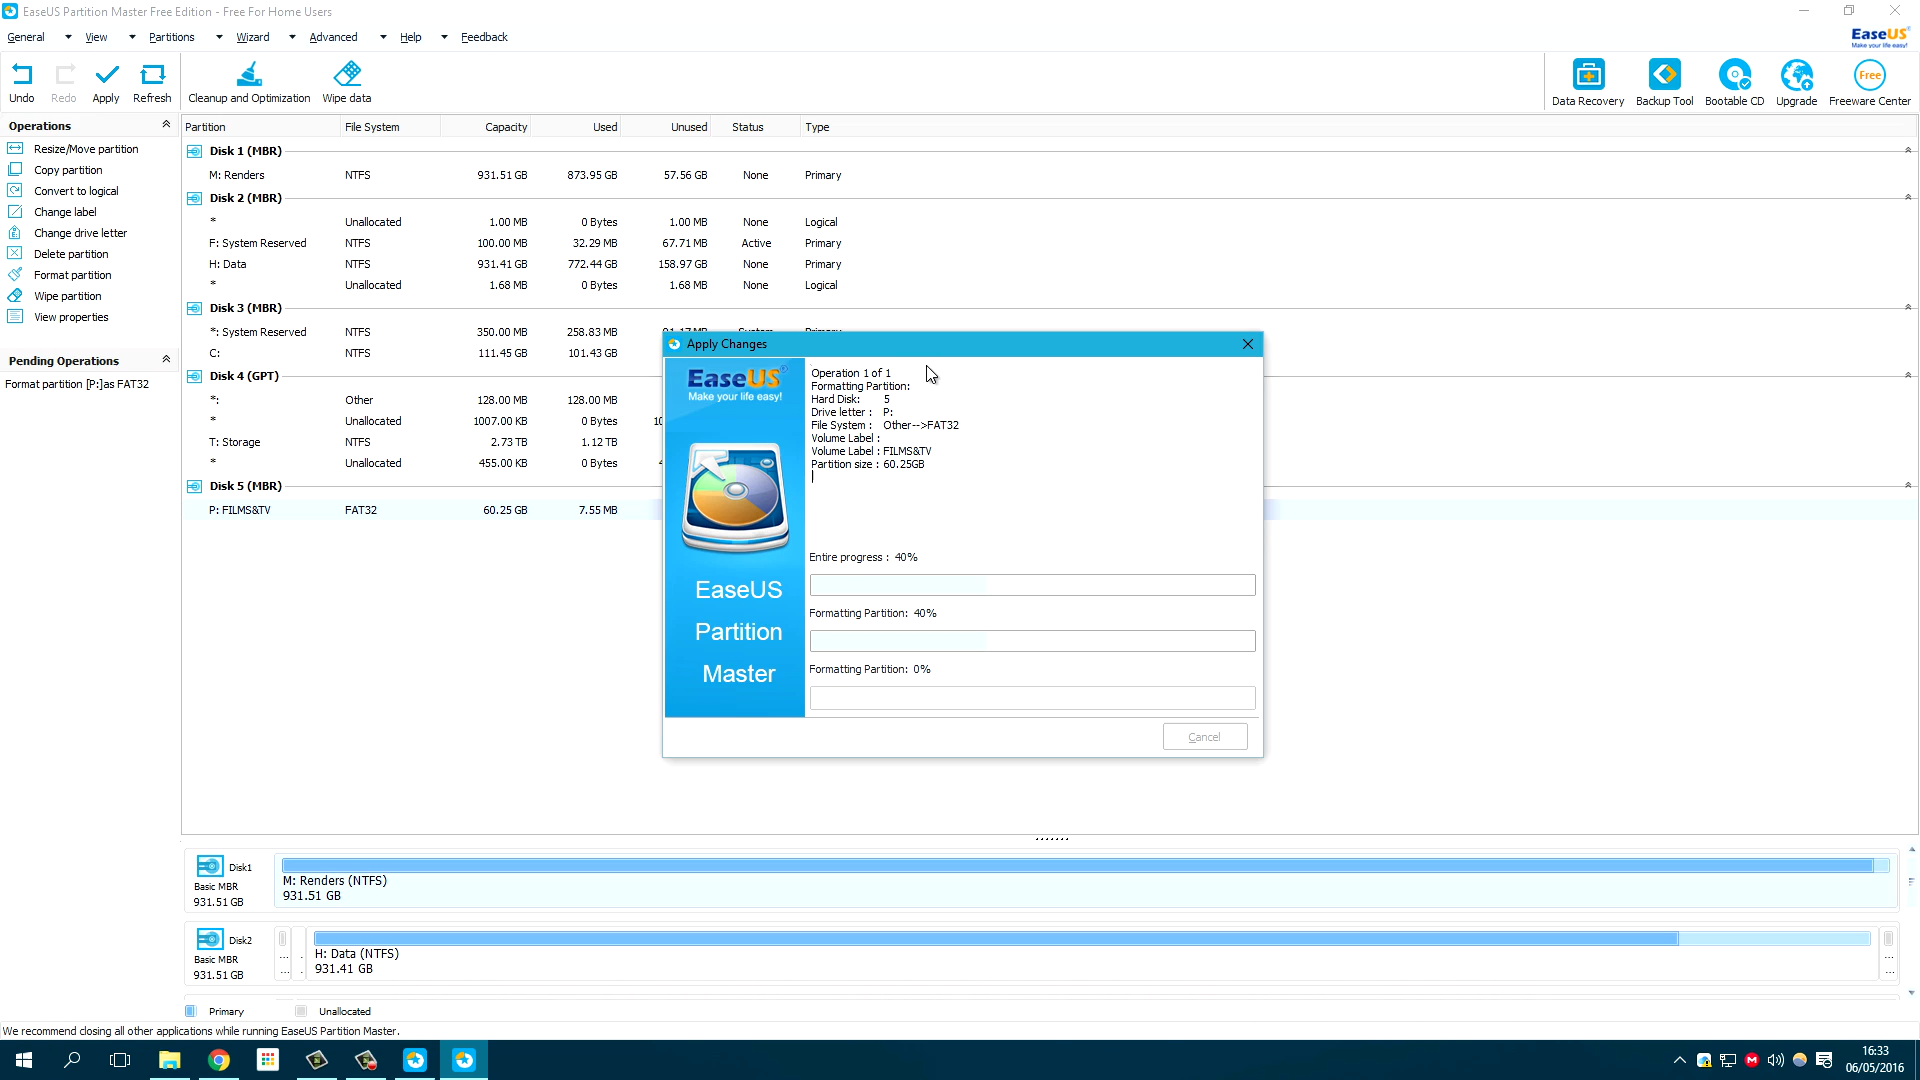 EaseUS Partition Master Free Edition - Free For Home Users
General View Partitions Wizard Advanced Help Feedback
EaseUS
Make your life easy!
Undo Redo Apply Refresh Cleanup and Optimization Wipe data
Free
Data Recovery Backup Tool Bootable CD Upgrade Freeware Center
Operations
Resize/Move partition
Copy partition
Convert to logical
Change label
Change drive letter
Delete partition
Format partition
Wipe partition
View properties
Pending Operations
Format partition [P:]as FAT32
Partition File System Capacity Used Unused Status Type
Disk 1 (MBR)
M: Renders NTFS 931.51 GB 873.95 GB 57.56 GB None Primary
Disk 2 (MBR)
* Unallocated 1.00 MB 0 Bytes 1.00 MB None Logical
F: System Reserved NTFS 100.00 MB 32.29 MB 67.71 MB Active Primary
H: Data NTFS 931.41 GB 772.44 GB 158.97 GB None Primary
* Unallocated 1.68 MB 0 Bytes 1.68 MB None Logical
Disk 3 (MBR)
*: System Reserved NTFS 350.00 MB 258.83 MB 91.17 MB System Primary
C: NTFS 111.45 GB 101.43 GB
Disk 4 (GPT)
*: Other 128.00 MB 128.00 MB
* Unallocated 1007.00 KB 0 Bytes
T: Storage NTFS 2.73 TB 1.12 TB
* Unallocated 455.00 KB 0 Bytes
Disk 5 (MBR)
P: FILMS&TV FAT32 60.25 GB 7.55 MB
Apply Changes
EaseUS
Make your life easy!
EaseUS
Partition
Master
Operation 1 of 1
Formatting Partition:
Hard Disk: 5
Drive letter : P:
File System : Other-->FAT32
Volume Label :
Volume Label : FILMS&TV
Partition size : 60.25GB
Entire progress : 40%
Formatting Partition: 40%
Formatting Partition: 0%
Cancel
Disk1
Basic MBR
931.51 GB
M: Renders (NTFS)
931.51 GB
Disk2
Basic MBR
931.51 GB
... .
... .
H: Data (NTFS)
931.41 GB
...
...
Primary Unallocated
We recommend closing all other applications while running EaseUS Partition Master.
16:33
06/05/2016